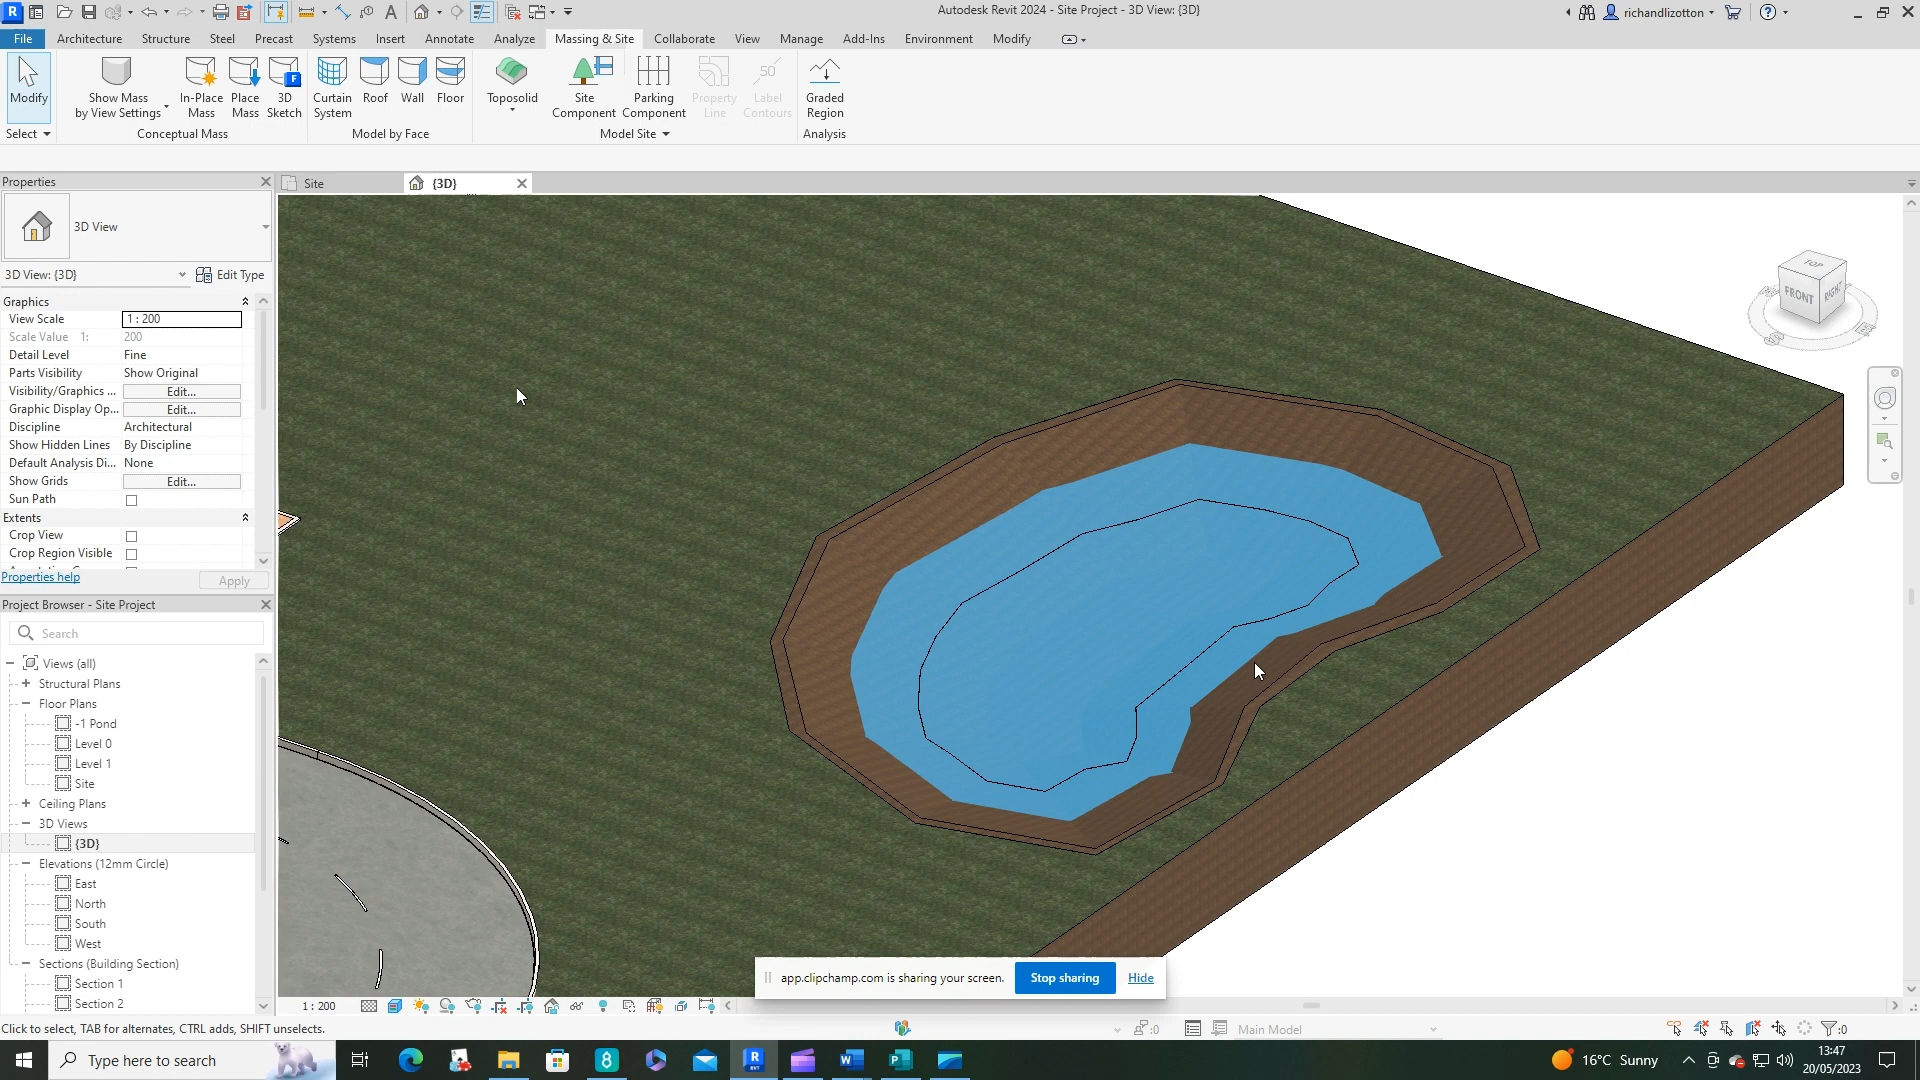 Autodesk Revit 2024 - Site Project - 3D View: {3D}
richandlizotton
File
Architecture
Structure
Steel
Precast
Systems
Insert
Annotate
Analyze
Massing & Site
Collaborate
View
Manage
Add-Ins
Environment
Modify
Modify
Show Mass
by View Settings
In-Place
Mass
Place
Mass
3D
Sketch
Curtain
System
Roof
Wall
Floor
Toposolid
Site
Component
Parking
Component
Property
Line
Label
Contours
Graded
Region
Select
Conceptual Mass
Model by Face
Model Site
Analysis
Properties
3D View
3D View: {3D}
Edit Type
Graphics
View Scale 1 : 200
Scale Value 1: 200
Detail Level Fine
Parts Visibility Show Original
Visibility/Graphics ... Edit...
Graphic Display Op... Edit...
Discipline Architectural
Show Hidden Lines By Discipline
Default Analysis Di... None
Show Grids Edit...
Sun Path
Extents
Crop View
Crop Region Visible
Properties help
Apply
Project Browser - Site Project
Search
Views (all)
Structural Plans
Floor Plans
-1 Pond
Level 0
Level 1
Site
Ceiling Plans
3D Views
{3D}
Elevations (12mm Circle)
East
North
South
West
Sections (Building Section)
Section 1
Section 2
Site
{3D}
TOP
FRONT
RIGHT
app.clipchamp.com is sharing your screen.
Stop sharing
Hide
1 : 200
Click to select, TAB for alternates, CTRL adds, SHIFT unselects.
:0
Main Model
:0
Type here to search
16°C Sunny
13:47
20/05/2023